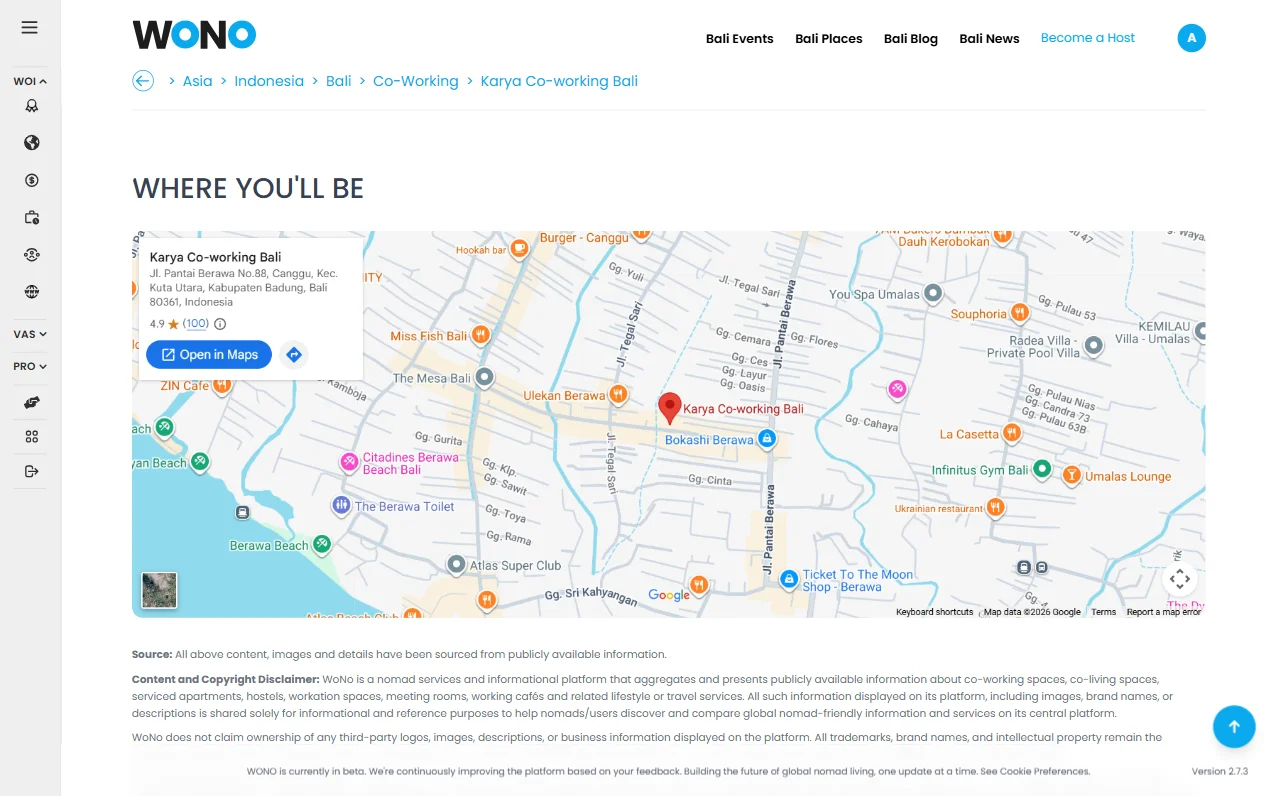 WONO
Bali Events
Bali Places
Bali Blog
Bali News
Become a Host
A
> Asia > Indonesia > Bali > Co-Working > Karya Co-working Bali
WOI
VAS
PRO
WHERE YOU'LL BE
Karya Co-working Bali
Jl. Pantai Berawa No.88, Canggu, Kec.
Kuta Utara, Kabupaten Badung, Bali
80361, Indonesia
4.9 ★ (100)
Open in Maps
Hookah bar
Burger - Canggu
Dauh Kerobokan
Gg. Yuli
Jl. Tegal Sari
Jl. Pantai Berawa
You Spa Umalas
Souphoria
Gg. Pulau 53
KEMILAU
Villa - Umalas
Radea Villa -
Private Pool Villa
Miss Fish Bali
Jl. Tegal Sari
Gg. Cemara
Gg. Flores
Gg. Ces
Gg. Layur
Gg. Oasis
The Mesa Bali
ZIN Cafe
Kamboja
Ulekan Berawa
Karya Co-working Bali
Bokashi Berawa
Gg. Pulau Nias
Gg. Candra 73
Gg. Pulau 63B
Gg. Cahaya
La Casetta
Gg. Gurita
Citadines Berawa
Beach Bali
Jl. Tegal Sari
Gg. Klp.
Gg. Sawit
Gg. Cinta
Infinitus Gym Bali
Umalas Lounge
The Berawa Toilet
Gg. Toya
Gg. Rama
Jl. Pantai Berawa
Ukrainian restaurant
Berawa Beach
Atlas Super Club
Gg. Sri Kahyangan
Ticket To The Moon
Shop - Berawa
Google
Keyboard shortcuts
Map data ©2026 Google
Terms
Report a map error
Source: All above content, images and details have been sourced from publicly available information.
Content and Copyright Disclaimer: WoNo is a nomad services and informational platform that aggregates and presents publicly available information about co-working spaces, co-living spaces,
serviced apartments, hostels, workation spaces, meeting rooms, working cafés and related lifestyle or travel services. All such information displayed on its platform, including images, brand names, or
descriptions is shared solely for informational and reference purposes to help nomads/users discover and compare global nomad-friendly information and services on its central platform.
WoNo does not claim ownership of any third-party logos, images, descriptions, or business information displayed on the platform. All trademarks, brand names, and intellectual property remain the
WONO is currently in beta. We're continuously improving the platform based on your feedback. Building the future of global nomad living, one update at a time. See Cookie Preferences.
Version 2.7.3